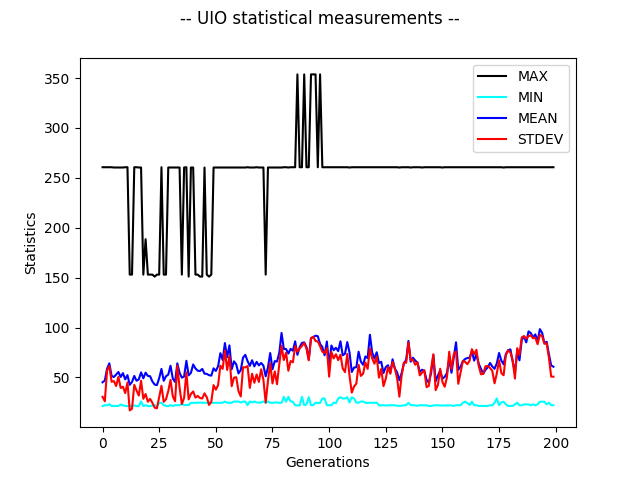 -- UIO statistical measurements --
350
300
250
200
150
100
50
Statistics
MAX
MIN
MEAN
STDEV
0 25 50 75 100 125 150 175 200
Generations